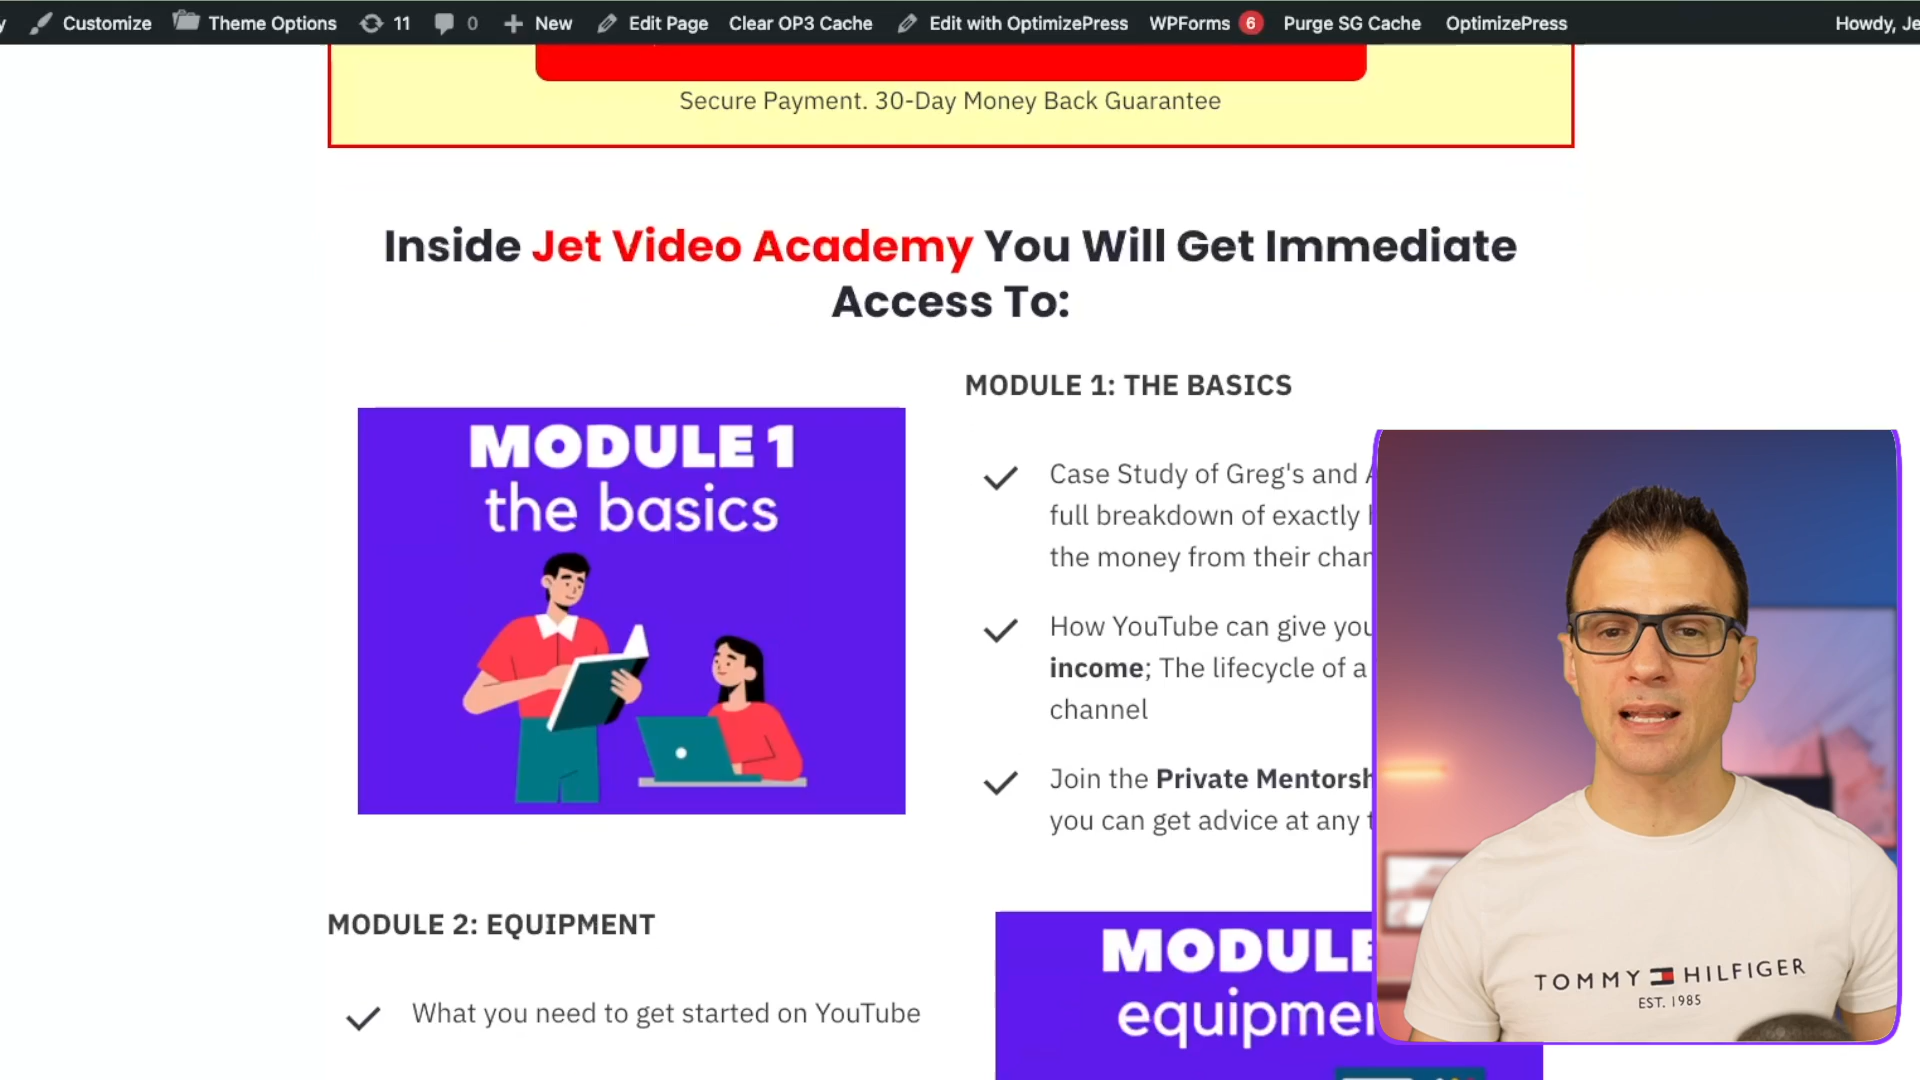 Customize Theme Options 11 0 New Edit Page Clear OP3 Cache Edit with OptimizePress WPForms 6 Purge SG Cache OptimizePress Howdy, Je
Secure Payment. 30-Day Money Back Guarantee
Inside Jet Video Academy You Will Get Immediate
Access To:
MODULE 1
the basics
MODULE 1: THE BASICS
Case Study of Greg's and
full breakdown of exactly
the money from their
How YouTube can give you
income; The lifecycle of a
channel
Join the Private
you can get advice at any
MODULE 2: EQUIPMENT
What you need to get started on YouTube
MODULE
TOMMY HILFIGER
EST. 1985